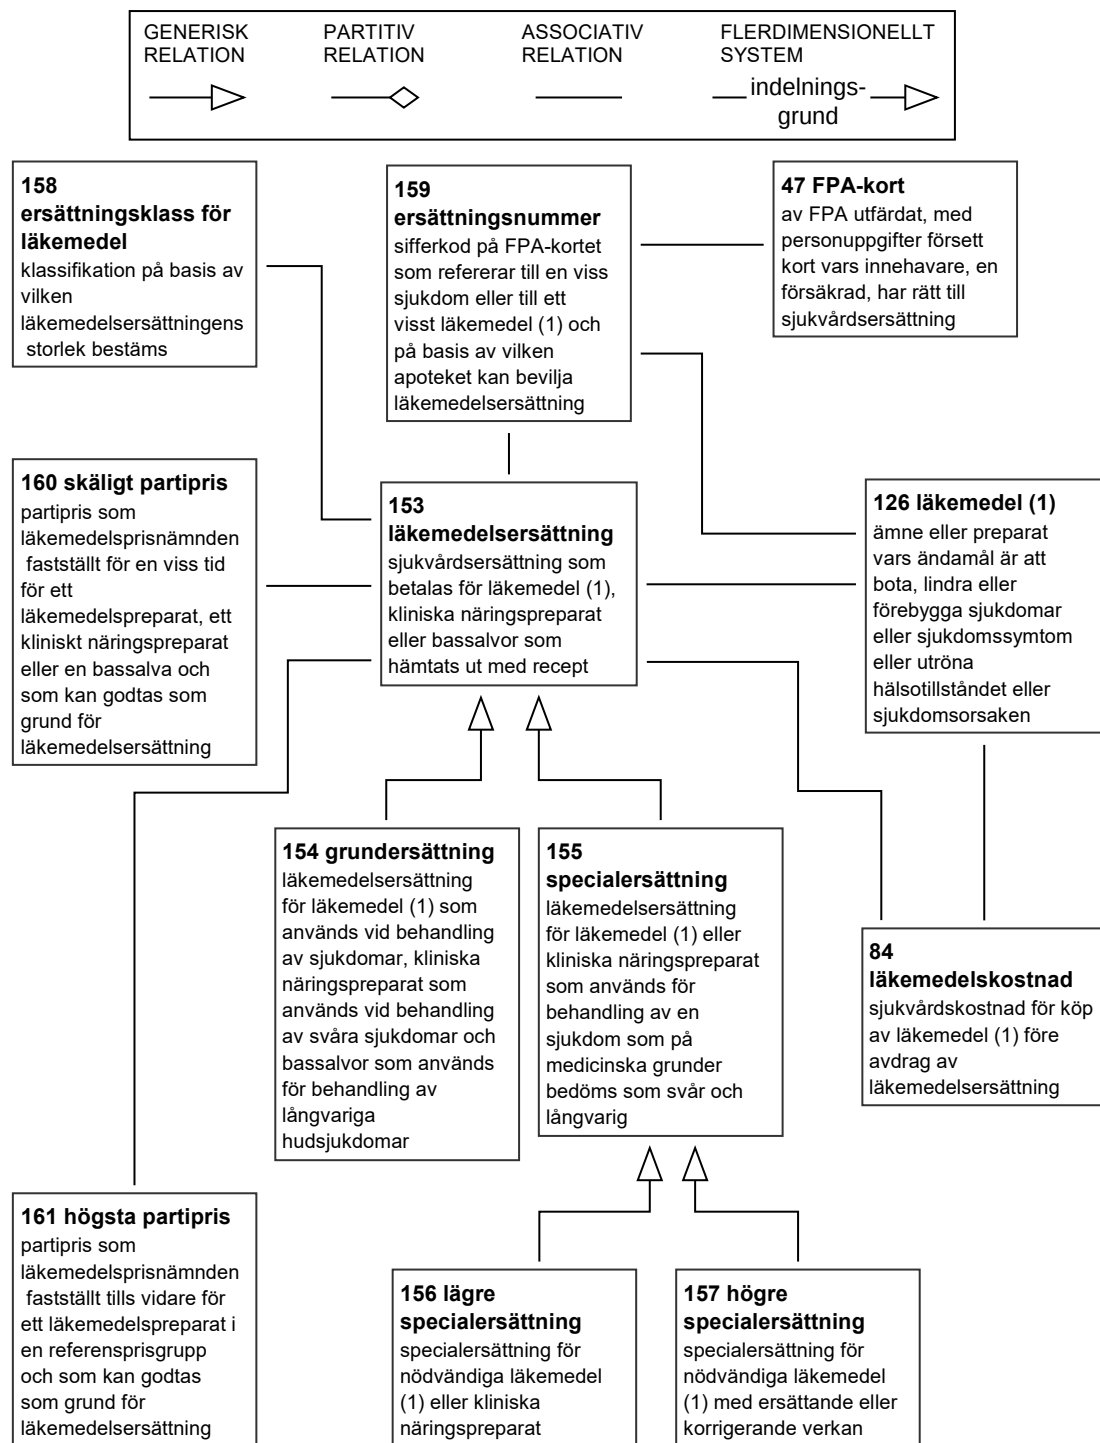 GENERISK
RELATION
PARTITIV
RELATION
ASSOCIATIV
RELATION
FLERDIMENSIONELLT
SYSTEM
indelnings-
grund
158
ersättningsklass för
läkemedel
klassifikation på basis av
vilken
läkemedelsersättningens
storlek bestäms
159
ersättningsnummer
sifferkod på FPA-kortet
som refererar till en viss
sjukdom eller till ett
visst läkemedel (1) och
på basis av vilken
apoteket kan bevilja
läkemedelsersättning
47 FPA-kort
av FPA utfärdat, med
personuppgifter försett
kort vars innehavare, en
försäkrad, har rätt till
sjukvårdsersättning
160 skäligt partipris
partipris som
läkemedelsprisnämnden
fastställt för en viss tid
för ett
läkemedelspreparat, ett
kliniskt näringspreparat
eller en bassalva och
som kan godtas som
grund för
läkemedelsersättning
153
läkemedelsersättning
sjukvårdsersättning som
betalas för läkemedel (1),
kliniska näringspreparat
eller bassalvor som
hämtats ut med recept
126 läkemedel (1)
ämne eller preparat
vars ändamål är att
bota, lindra eller
förebygga sjukdomar
eller sjukdomssymtom
eller utröna
hälsotillståndet eller
sjukdomsorsaken
154 grundersättning
läkemedelsersättning
för läkemedel (1) som
används vid behandling
av sjukdomar, kliniska
näringspreparat som
används vid behandling
av svåra sjukdomar och
bassalvor som används
för behandling av
långvariga
hudsjukdomar
155
specialersättning
läkemedelsersättning
för läkemedel (1) eller
kliniska näringspreparat
som används för
behandling av en
sjukdom som på
medicinska grunder
bedöms som svår och
långvarig
84
läkemedelskostnad
sjukvårdskostnad för köp
av läkemedel (1) före
avdrag av
läkemedelsersättning
161 högsta partipris
partipris som
läkemedelsprisnämnden
fastställt tills vidare för
ett läkemedelspreparat i
en referensprisgrupp
och som kan godtas
som grund för
läkemedelsersättning
156 lägre
specialersättning
specialersättning för
nödvändiga läkemedel
(1) eller kliniska
näringspreparat
157 högre
specialersättning
specialersättning för
nödvändiga läkemedel
(1) med ersättande eller
korrigerande verkan